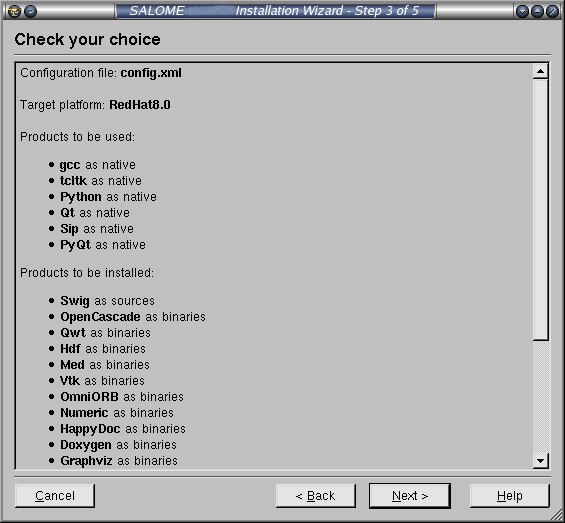 SALOME Installation Wizard - Step 3 of 5
Check your choice
Configuration file: config.xml
Target platform: RedHat8.0
Products to be used:
• gcc as native
• tcltk as native
• Python as native
• Qt as native
• Sip as native
• PyQt as native
Products to be installed:
• Swig as sources
• OpenCascade as binaries
• Qwt as binaries
• Hdf as binaries
• Med as binaries
• Vtk as binaries
• OmniORB as binaries
• Numeric as binaries
• HappyDoc as binaries
• Doxygen as binaries
• Graphviz as binaries
Cancel < Back Next > Help